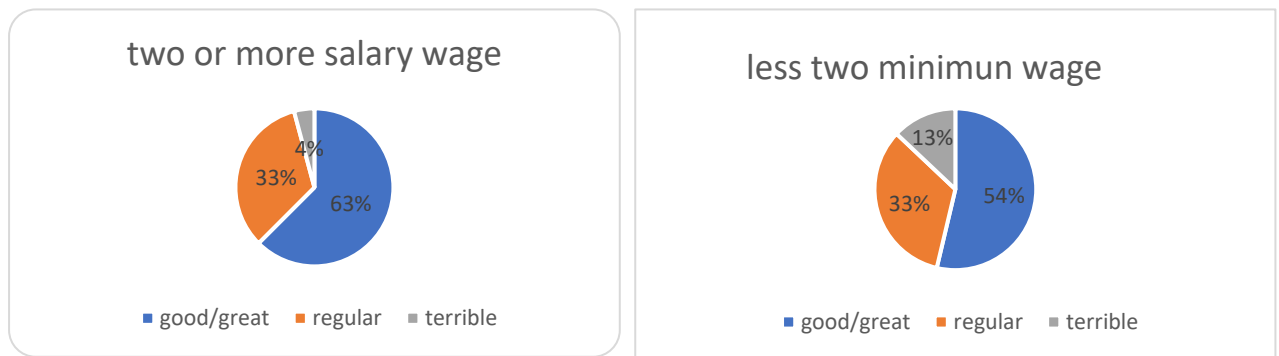 two or more salary wage
4%
33%
63%
good/great regular terrible
less two minimun wage
13%
33%
54%
good/great regular terrible